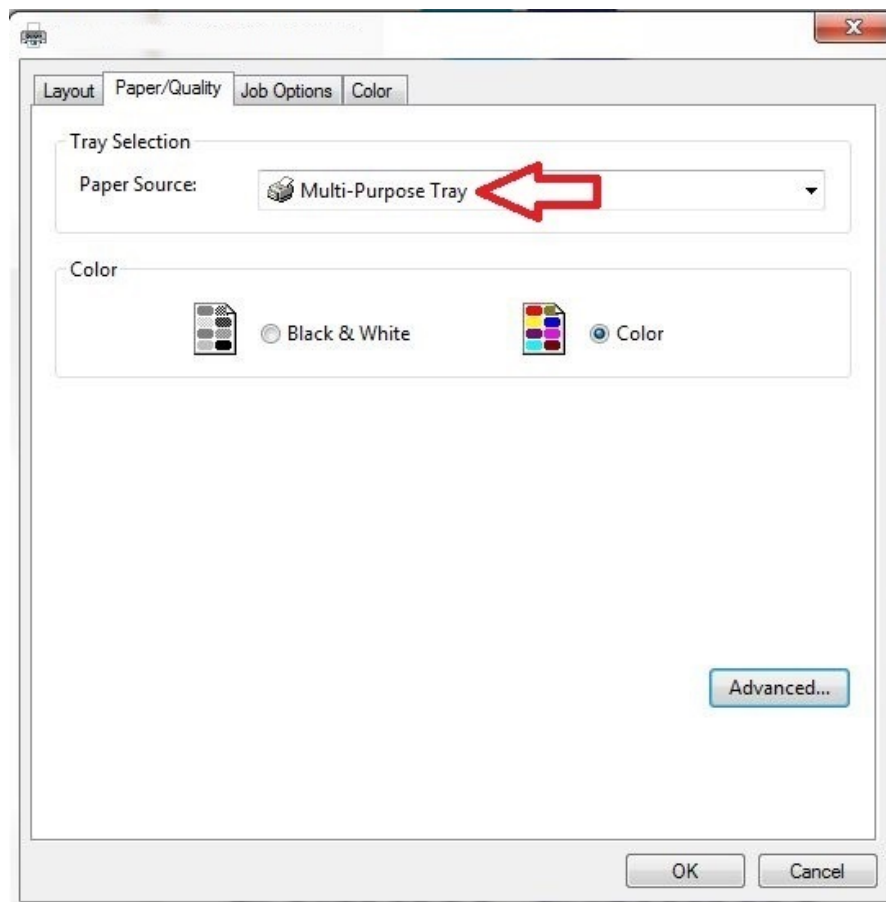 Layout Paper/Quality Job Options Color
Tray Selection
Paper Source: Multi-Purpose Tray
Color
Black & White Color
Advanced...
OK Cancel